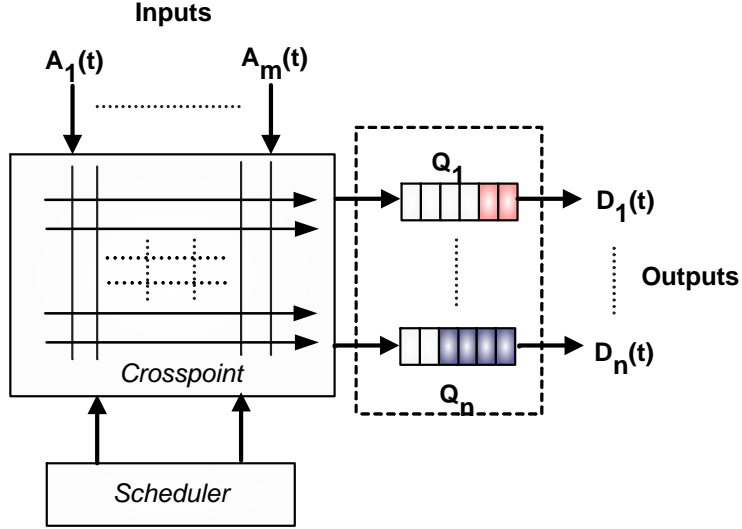 Inputs
A1(t)
Am(t)
Q1
D1(t)
Outputs
Dn(t)
Crosspoint
Qn
Scheduler